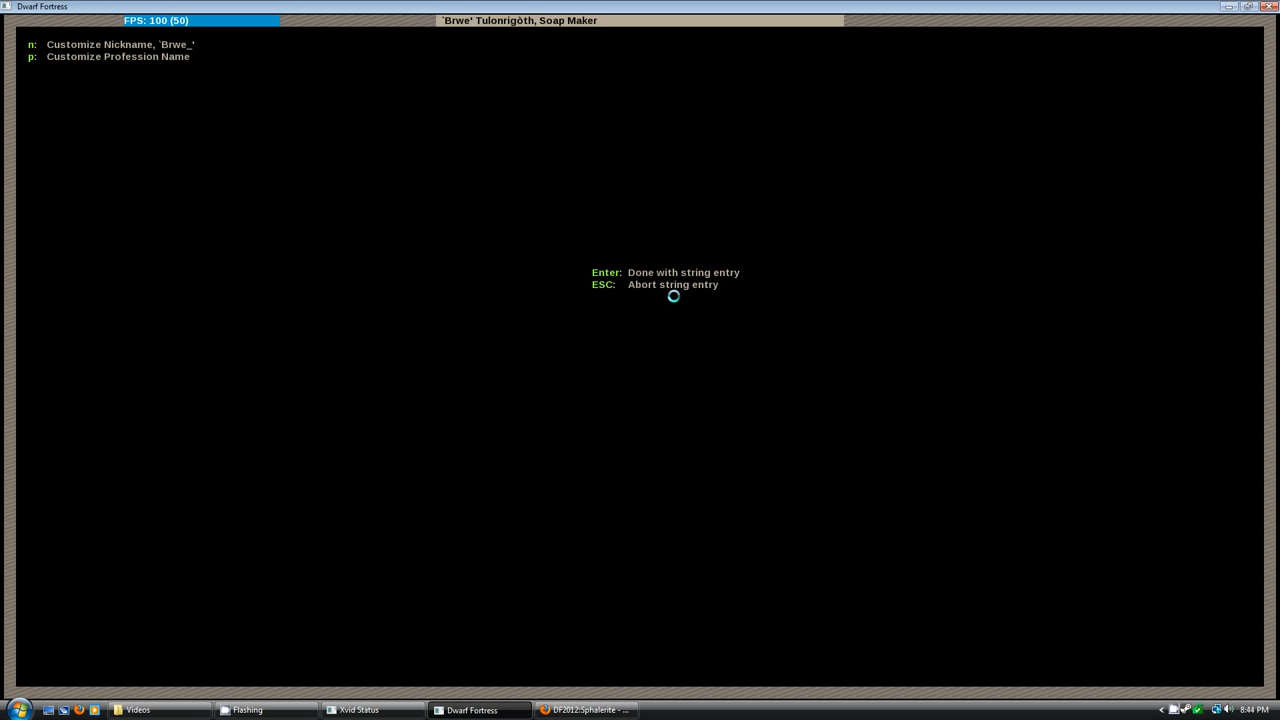 Dwarf Fortress
FPS: 100 (50)
`Brwe' Tulonrigòth, Soap Maker
n: Customize Nickname, `Brwe_'
p: Customize Profession Name
Enter: Done with string entry
ESC: Abort string entry
Videos
Flashing
Xvid Status
Dwarf Fortress
DF2012:Sphalerite - ...
8:44 PM